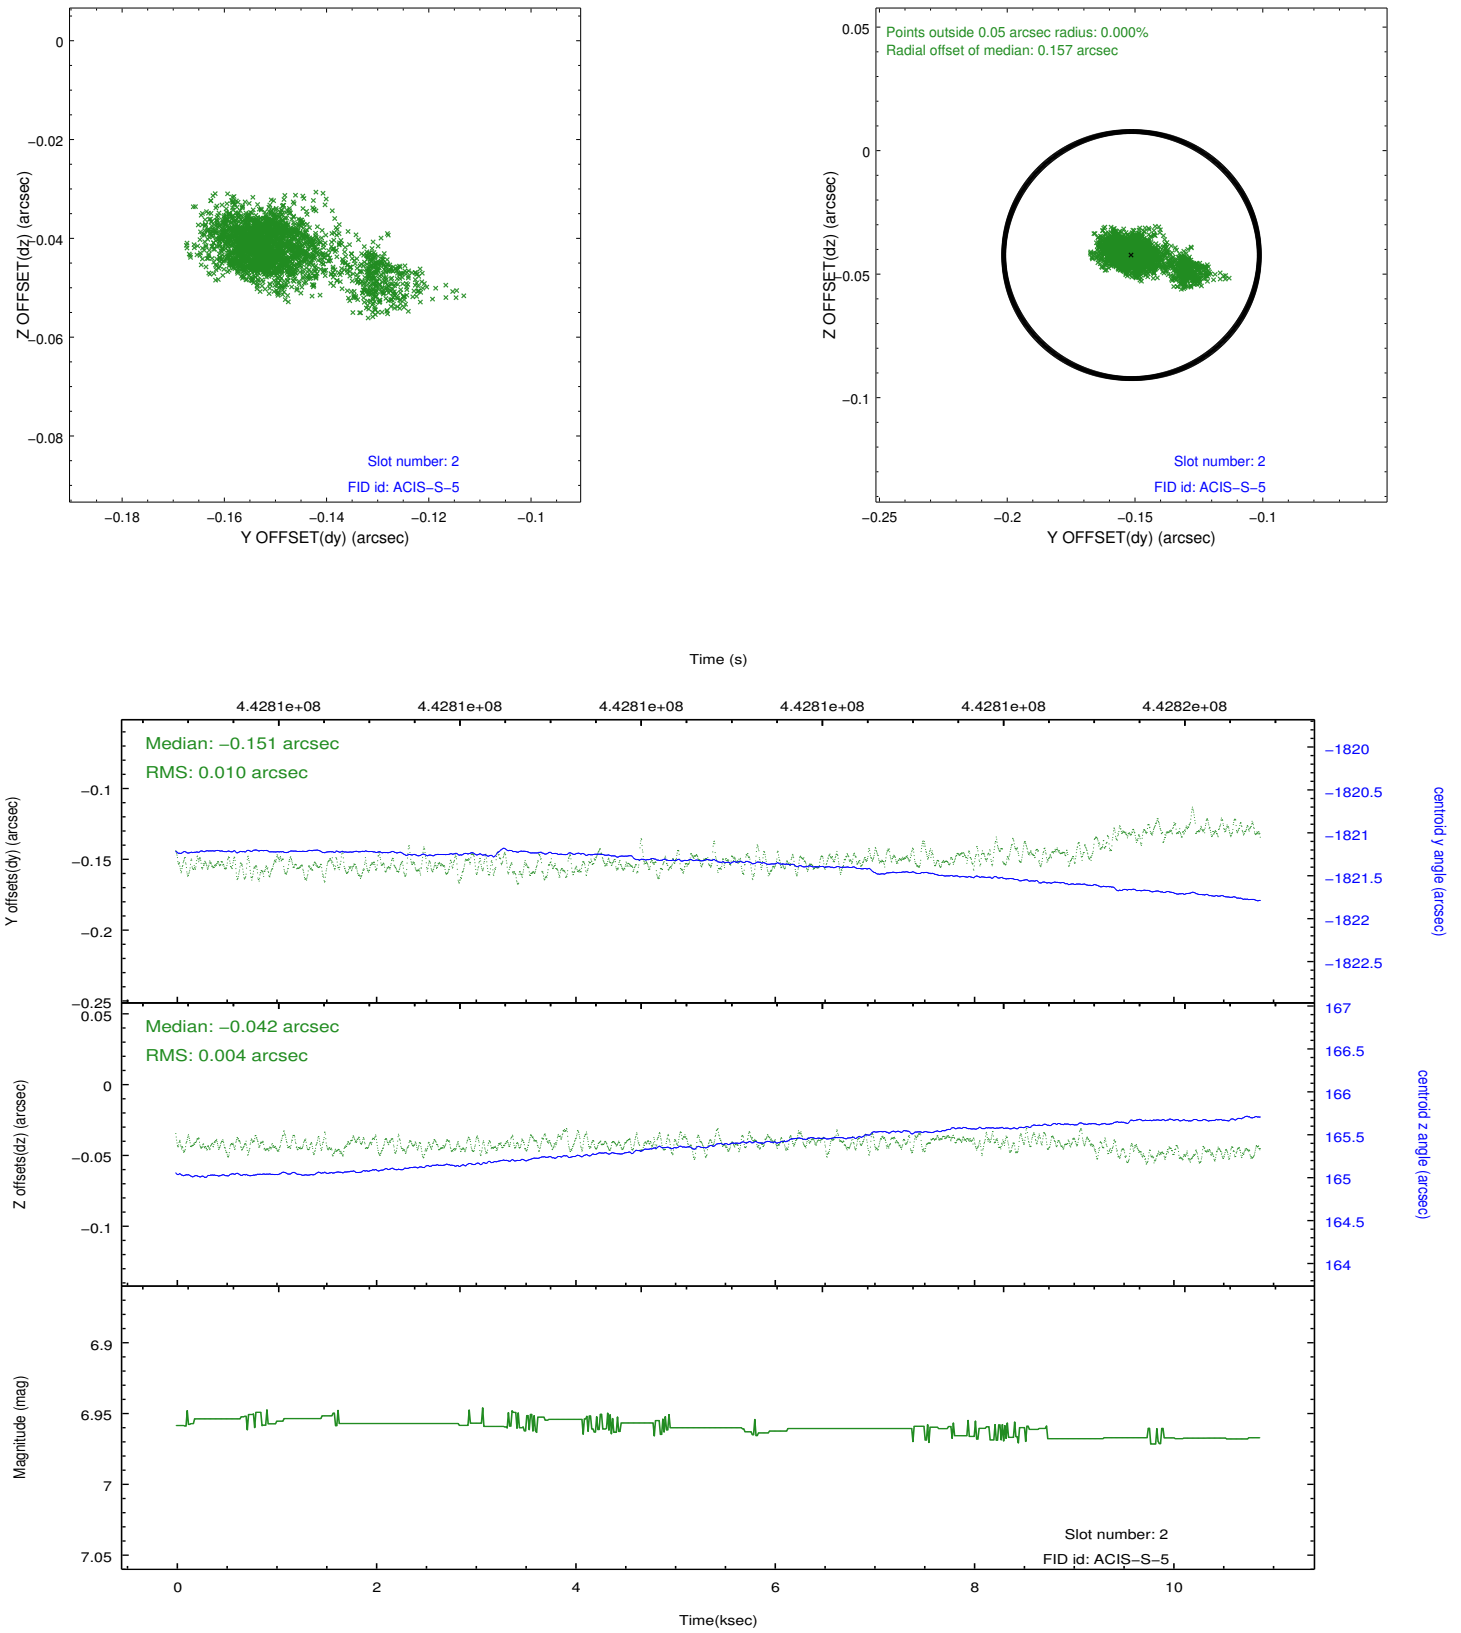 0
−0.02
−0.04
−0.06
−0.08
Z OFFSET(dz) (arcsec)
Slot number: 2
FID id: ACIS−S−5
−0.18 −0.16 −0.14 −0.12 −0.1
Y OFFSET(dy) (arcsec)
Points outside 0.05 arcsec radius: 0.000%
Radial offset of median: 0.157 arcsec
0.05
0
−0.05
−0.1
Z OFFSET(dz) (arcsec)
Slot number: 2
FID id: ACIS−S−5
−0.25 −0.2 −0.15 −0.1
Y OFFSET(dy) (arcsec)
Time (s)
4.4281e+08 4.4281e+08 4.4281e+08 4.4281e+08 4.4281e+08 4.4282e+08
Median: −0.151 arcsec
RMS: 0.010 arcsec
−0.1
−0.15
−0.2
−0.25
Y offsets(dy) (arcsec)
−1820
−1820.5
−1821
−1821.5
−1822
−1822.5
centroid y angle (arcsec)
Median: −0.042 arcsec
RMS: 0.004 arcsec
0.05
0
−0.05
−0.1
Z offsets(dz) (arcsec)
167
166.5
166
165.5
165
164.5
164
centroid z angle (arcsec)
6.9
6.95
7
7.05
Magnitude (mag)
Slot number: 2
FID id: ACIS−S−5
0 2 4 6 8 10
Time(ksec)